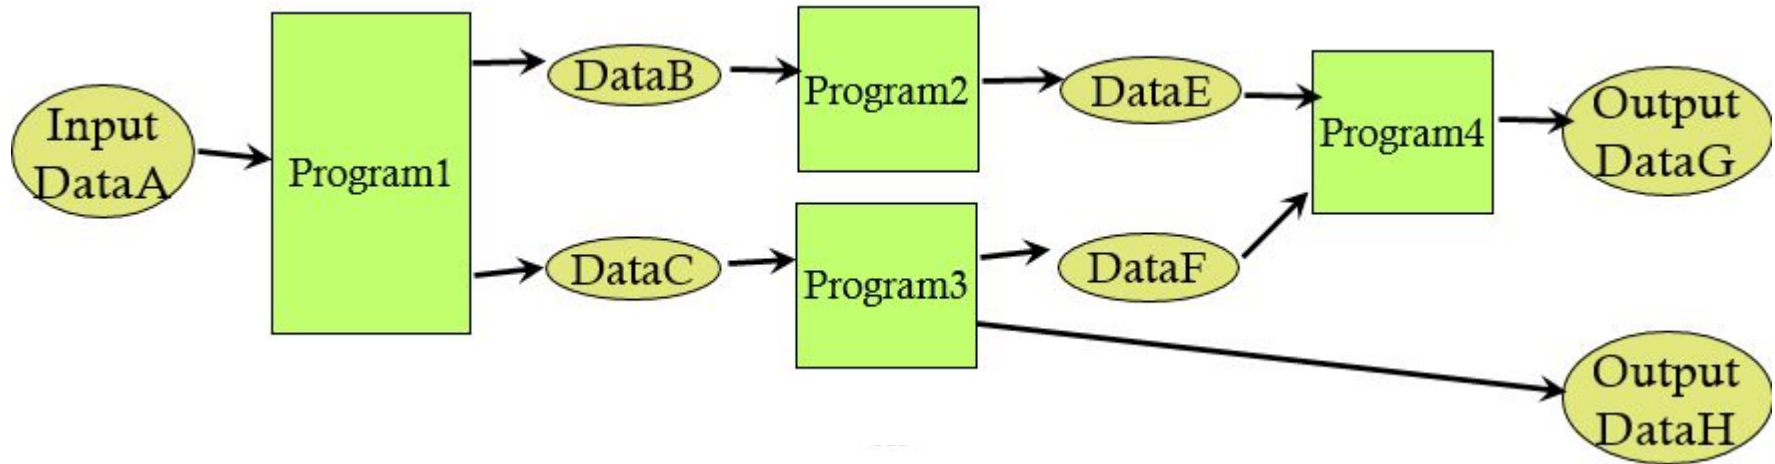 Input
DataA
Program1
DataB
DataC
Program2
Program3
DataE
DataF
Program4
Output
DataG
Output
DataH